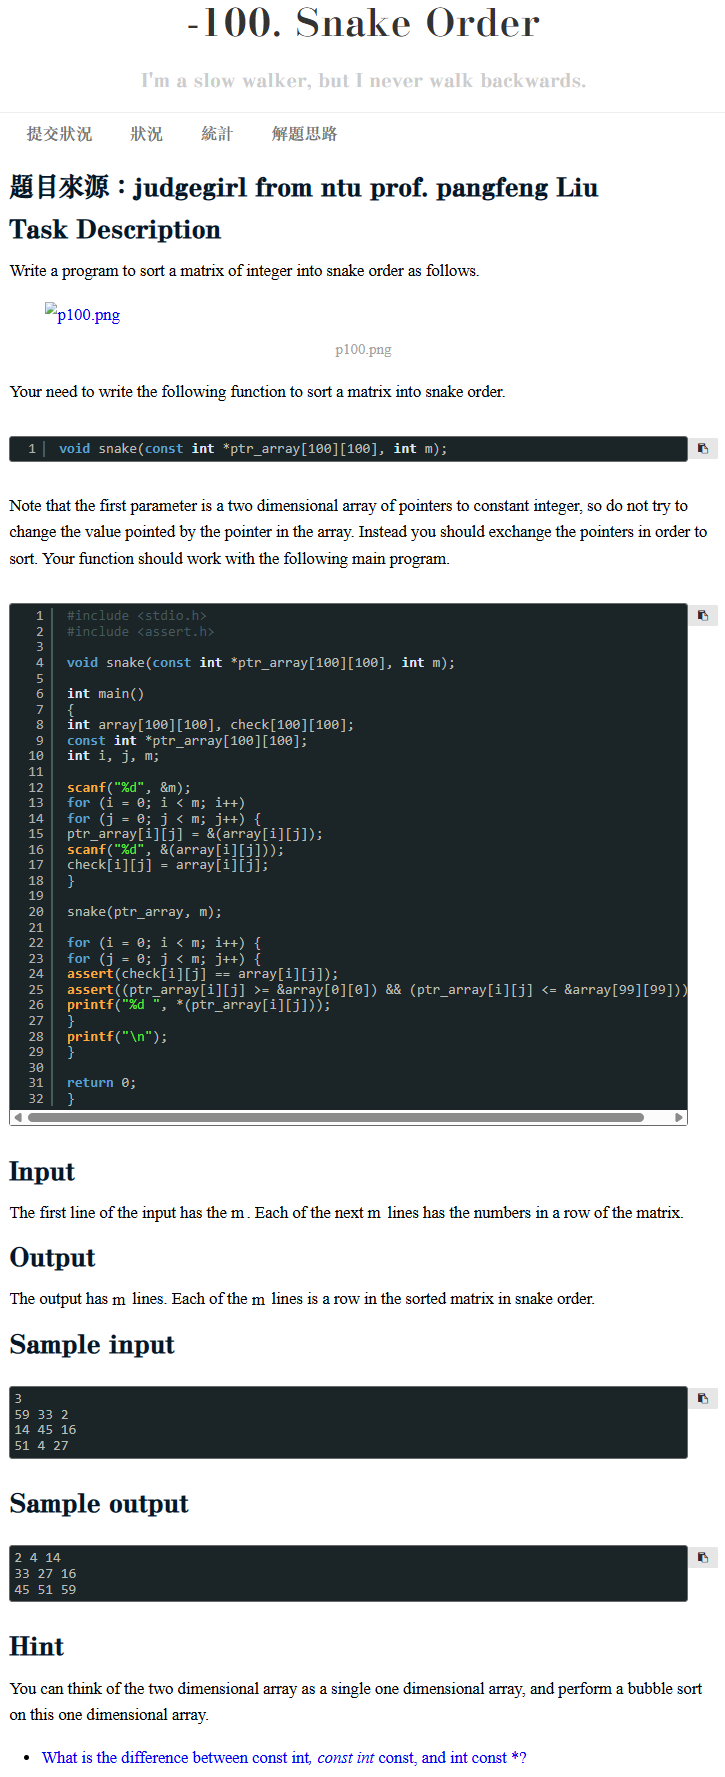 -100. Snake Order
I'm a slow walker, but I never walk backwards.
提交狀況 狀況 統計 解題思路
題目來源：judgegirl from ntu prof. pangfeng Liu
Task Description
Write a program to sort a matrix of integer into snake order as follows.
p100.png
p100.png
Your need to write the following function to sort a matrix into snake order.
1 void snake(const int *ptr_array[100][100], int m);
Note that the first parameter is a two dimensional array of pointers to constant integer, so do not try to
change the value pointed by the pointer in the array. Instead you should exchange the pointers in order to
sort. Your function should work with the following main program.
1 #include <stdio.h>
2 #include <assert.h>
3
4 void snake(const int *ptr_array[100][100], int m);
5
6 int main()
7 {
8 int array[100][100], check[100][100];
9 const int *ptr_array[100][100];
10 int i, j, m;
11
12 scanf("%d", &m);
13 for (i = 0; i < m; i++)
14 for (j = 0; j < m; j++) {
15 ptr_array[i][j] = &(array[i][j]);
16 scanf("%d", &(array[i][j]));
17 check[i][j] = array[i][j];
18 }
19
20 snake(ptr_array, m);
21
22 for (i = 0; i < m; i++) {
23 for (j = 0; j < m; j++) {
24 assert(check[i][j] == array[i][j]);
25 assert((ptr_array[i][j] >= &array[0][0]) && (ptr_array[i][j] <= &array[99][99]))
26 printf("%d ", *(ptr_array[i][j]));
27 }
28 printf("\n");
29 }
30
31 return 0;
32 }
Input
The first line of the input has the m. Each of the next m lines has the numbers in a row of the matrix.
Output
The output has m lines. Each of the m lines is a row in the sorted matrix in snake order.
Sample input
3
59 33 2
14 45 16
51 4 27
Sample output
2 4 14
33 27 16
45 51 59
Hint
You can think of the two dimensional array as a single one dimensional array, and perform a bubble sort
on this one dimensional array.
• What is the difference between const int, const int const, and int const *?